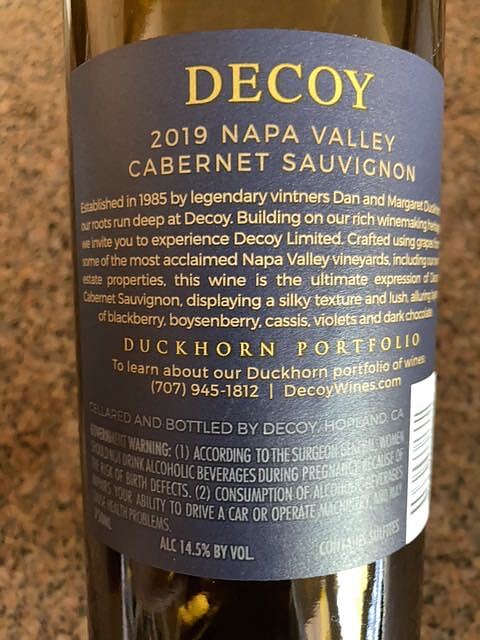 DECOY
2019 NAPA VALLEY
CABERNET SAUVIGNON
Established in 1985 by legendary vintners Dan and Margaret
our roots run deep at Decoy. Building on our rich winemaking
we invite you to experience Decoy Limited. Crafted using grapes
some of the most acclaimed Napa Valley vineyards, including our
estate properties, this wine is the ultimate expression of
Cabernet Sauvignon, displaying a silky texture and lush, alluring
of blackberry, boysenberry, cassis, violets and dark chocolate.
DUCKHORN PORTFOLIO
To learn about our Duckhorn portfolio of wines:
(707) 945-1812 | DecoyWines.com
CELLARED AND BOTTLED BY DECOY, HOPLAND, CA
GOVERNMENT WARNING: (1) ACCORDING TO THE SURGEON GENERAL, WOMEN
SHOULD NOT DRINK ALCOHOLIC BEVERAGES DURING PREGNANCY BECAUSE OF
THE RISK OF BIRTH DEFECTS. (2) CONSUMPTION OF ALCOHOLIC BEVERAGES
IMPAIRS YOUR ABILITY TO DRIVE A CAR OR OPERATE MACHINERY, AND MAY
CAUSE HEALTH PROBLEMS.
750ML
ALC 14.5% BY VOL.
CONTAINS SULFITES